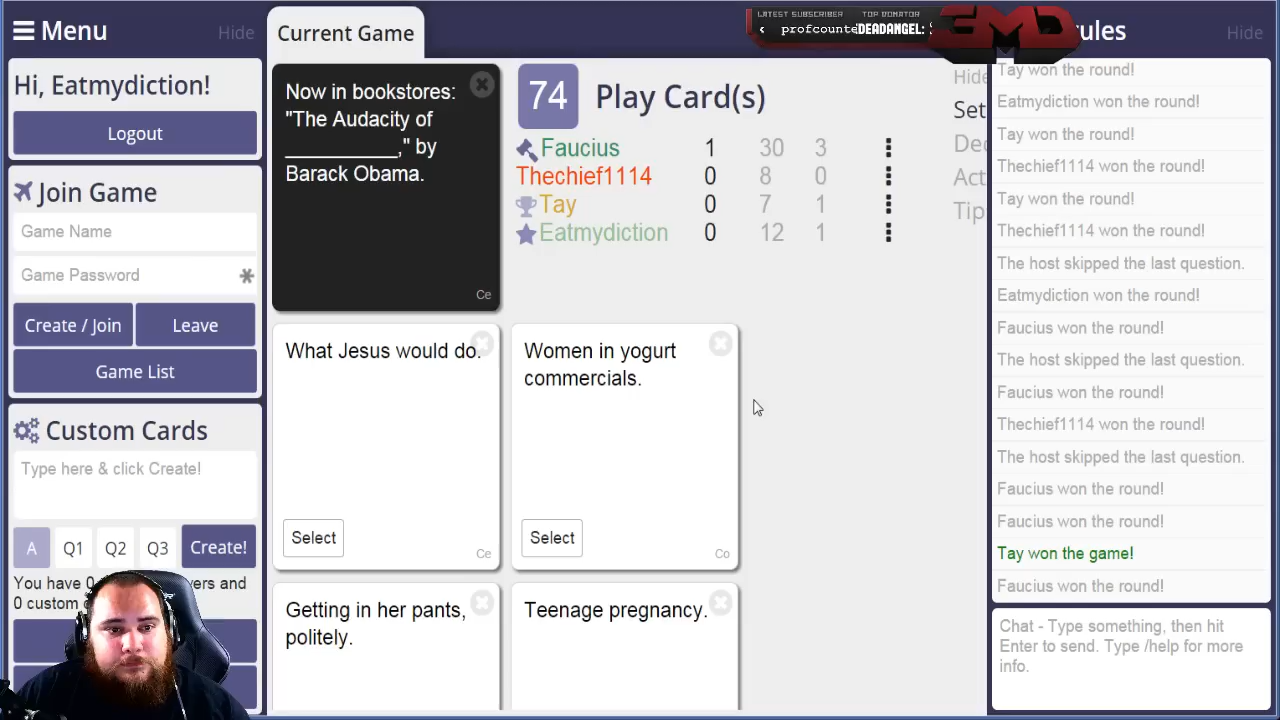 Menu
Hide
Hi, Eatmydiction!
Logout
Join Game
Game Name
Game Password
Create / Join
Leave
Game List
Custom Cards
Type here & click Create!
A
Q1
Q2
Q3
Create!
You have 0
0 custom
Current Game
Now in bookstores:
"The Audacity of
__________," by
Barack Obama.
Ce
74
Play Card(s)
Faucius 1 30 3
Thechief1114 0 8 0
Tay 0 7 1
Eatmydiction 0 12 1
Hide
Set
Dec
Act
Tip
What Jesus would do.
Select
Ce
Women in yogurt
commercials.
Select
Co
Getting in her pants,
politely.
Teenage pregnancy.
LATEST SUBSCRIBER
TOP DONATOR
profcounte
DEADANGEL:
3MD
ules
Hide
Tay won the round!
Eatmydiction won the round!
Tay won the round!
Thechief1114 won the round!
Tay won the round!
Thechief1114 won the round!
The host skipped the last question.
Eatmydiction won the round!
Faucius won the round!
The host skipped the last question.
Faucius won the round!
Thechief1114 won the round!
The host skipped the last question.
Faucius won the round!
Faucius won the round!
Tay won the game!
Faucius won the round!
Chat - Type something, then hit
Enter to send. Type /help for more
info.